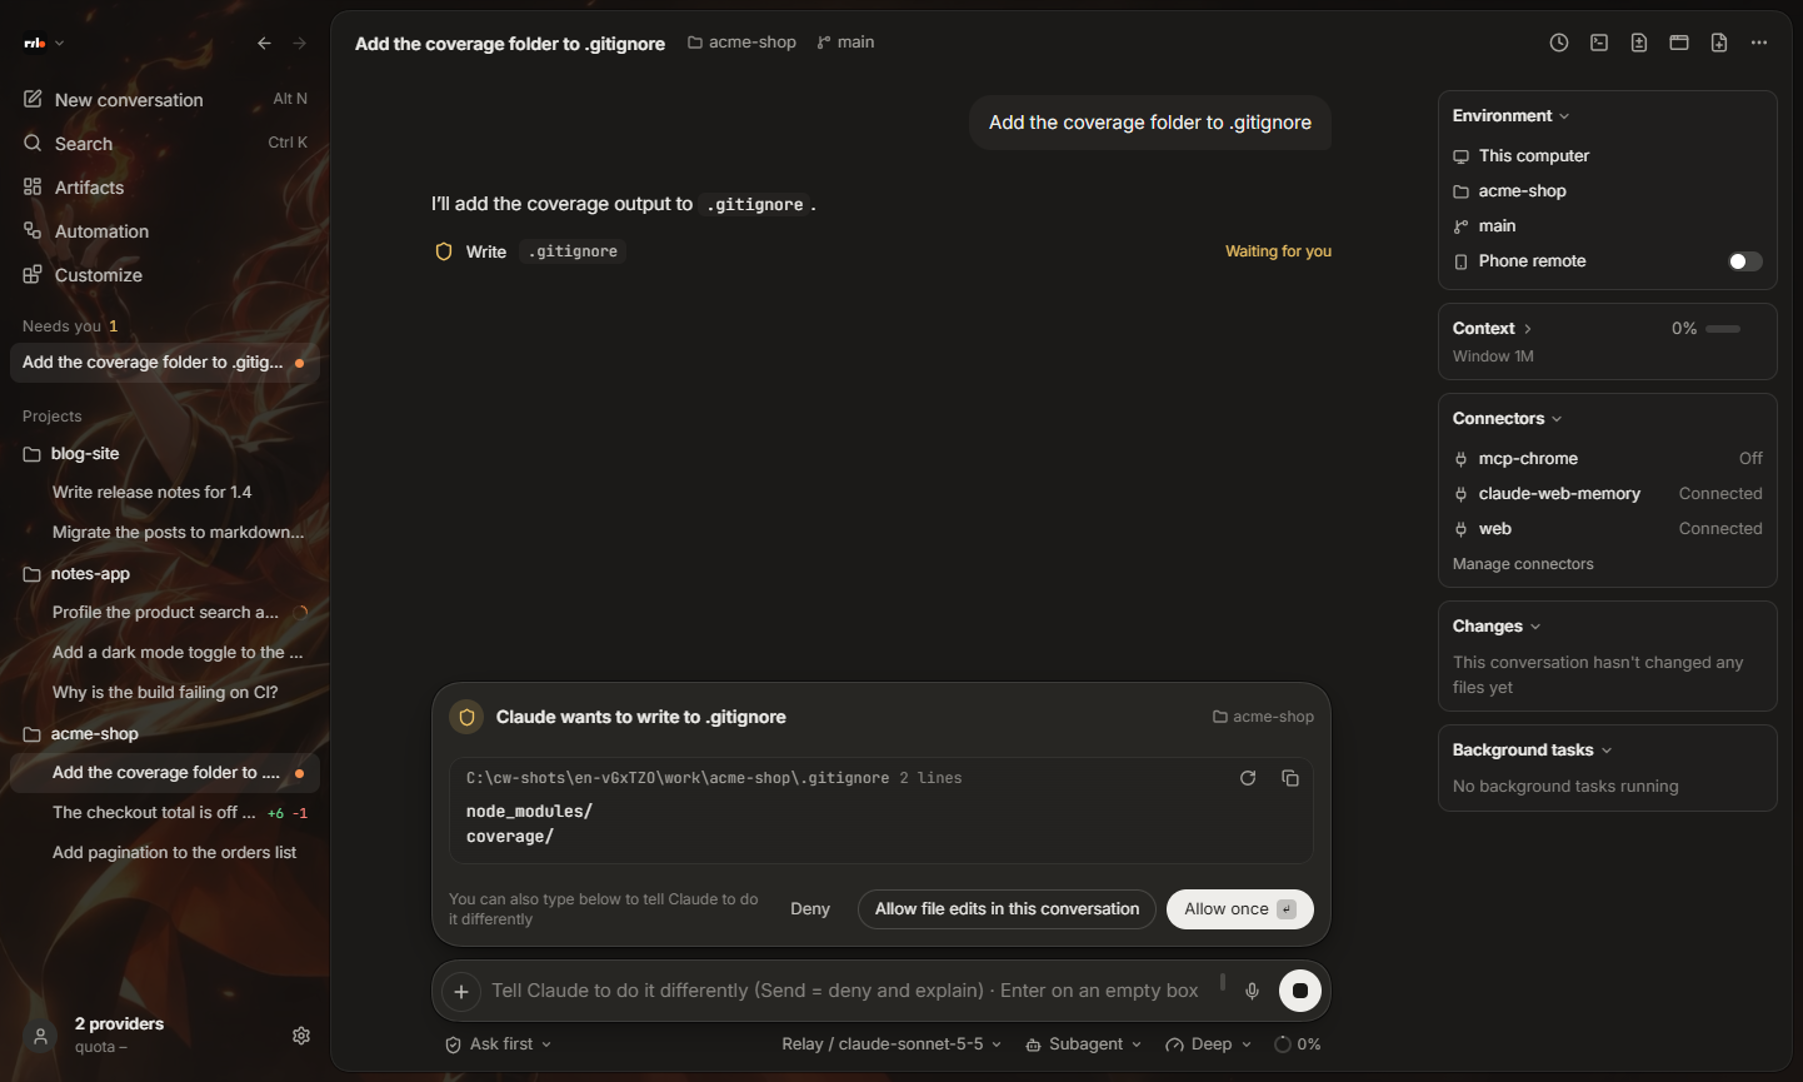 Add the coverage folder to .gitignore
acme-shop
main
New conversation
Alt N
Search
Ctrl K
Artifacts
Automation
Customize
Needs you 1
Add the coverage folder to .gitig...
Projects
blog-site
Write release notes for 1.4
Migrate the posts to markdown...
notes-app
Profile the product search a...
Add a dark mode toggle to the ...
Why is the build failing on CI?
acme-shop
Add the coverage folder to ....
The checkout total is off ... +6 -1
Add pagination to the orders list
2 providers
quota –
Add the coverage folder to .gitignore
I'll add the coverage output to .gitignore.
Write .gitignore
Waiting for you
Claude wants to write to .gitignore
acme-shop
C:\cw-shots\en-vGxTZO\work\acme-shop\.gitignore 2 lines
node_modules/
coverage/
You can also type below to tell Claude to do
it differently
Deny
Allow file edits in this conversation
Allow once
Tell Claude to do it differently (Send = deny and explain) · Enter on an empty box
Ask first
Relay / claude-sonnet-5-5
Subagent
Deep
0%
Environment
This computer
acme-shop
main
Phone remote
Context
0%
Window 1M
Connectors
mcp-chrome
Off
claude-web-memory
Connected
web
Connected
Manage connectors
Changes
This conversation hasn't changed any
files yet
Background tasks
No background tasks running